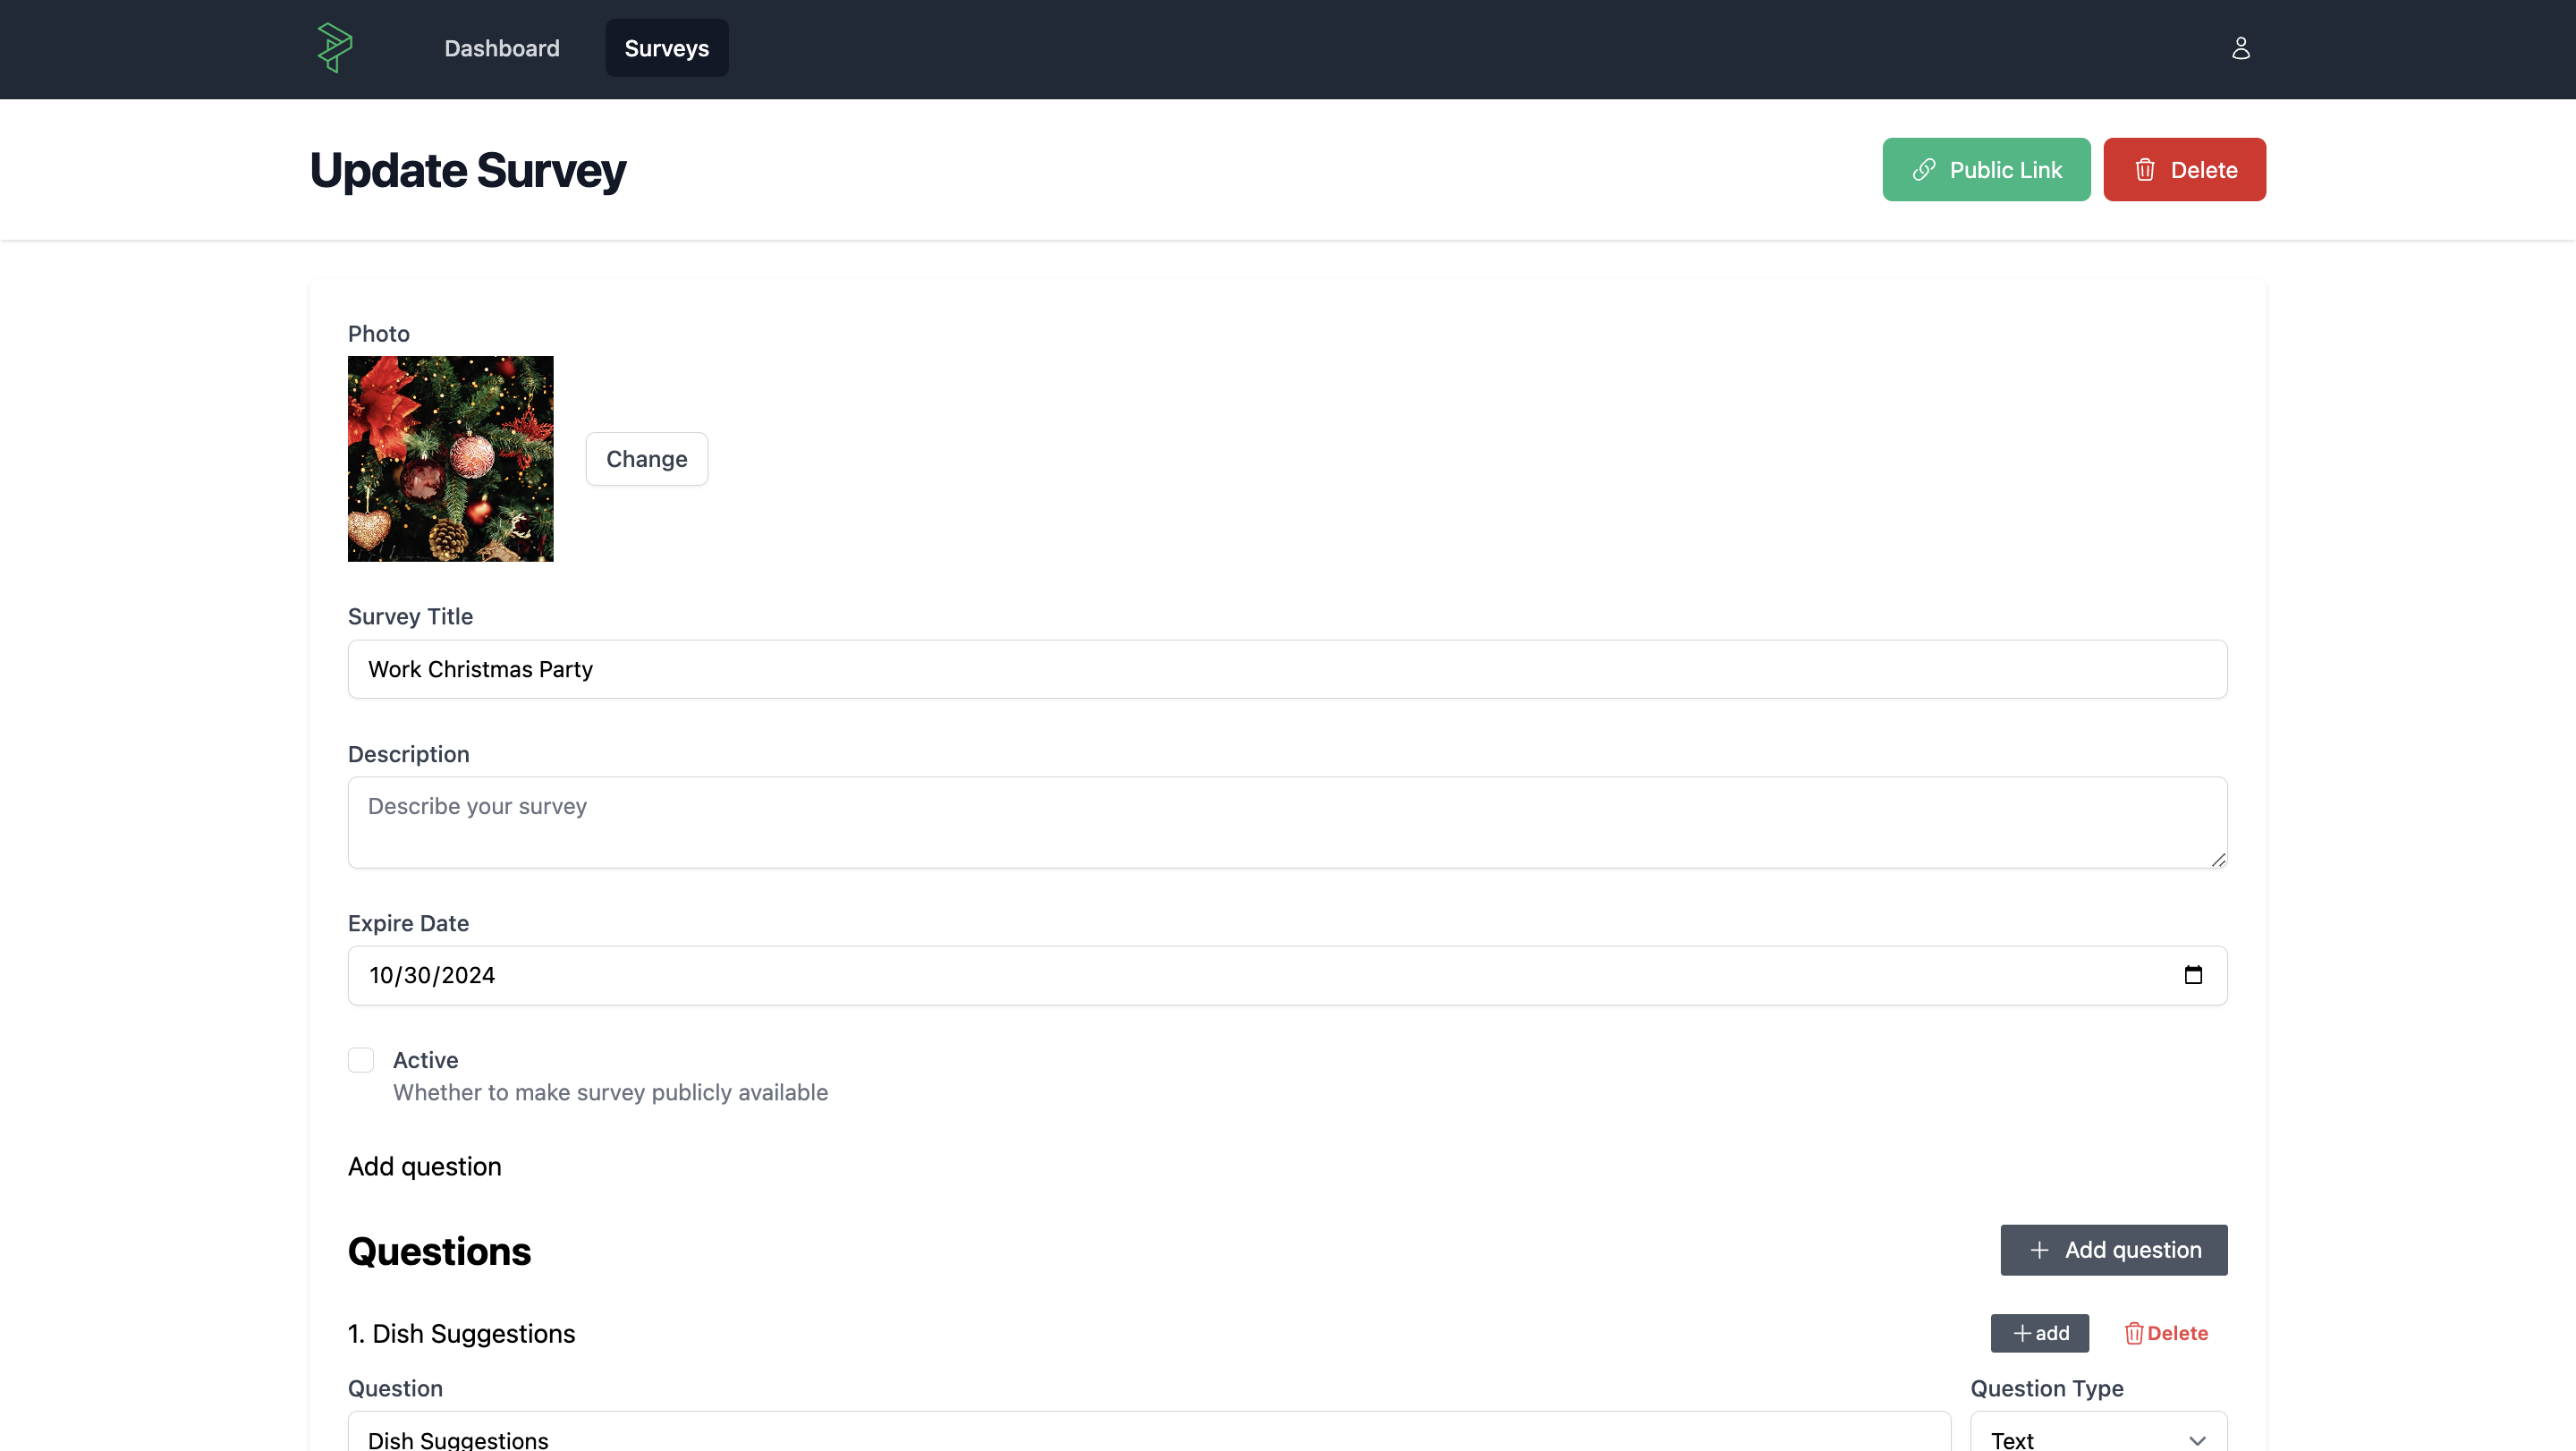 Dashboard
Surveys
Update Survey
Public Link
Delete
Photo
Change
Survey Title
Work Christmas Party
Description
Describe your survey
Expire Date
10/30/2024
Active
Whether to make survey publicly available
Add question
Questions
Add question
1. Dish Suggestions
add
Delete
Question
Question Type
Dish Suggestions
Text